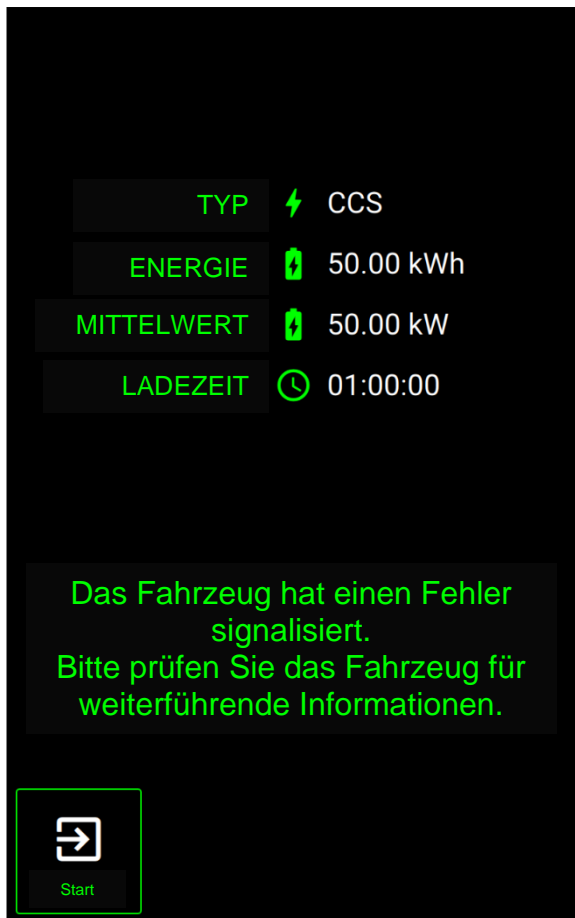 TYP CCS
ENERGIE 50.00 kWh
MITTELWERT 50.00 kW
LADEZEIT 01:00:00
Das Fahrzeug hat einen Fehler
signalisiert.
Bitte prüfen Sie das Fahrzeug für
weiterführende Informationen.
Start